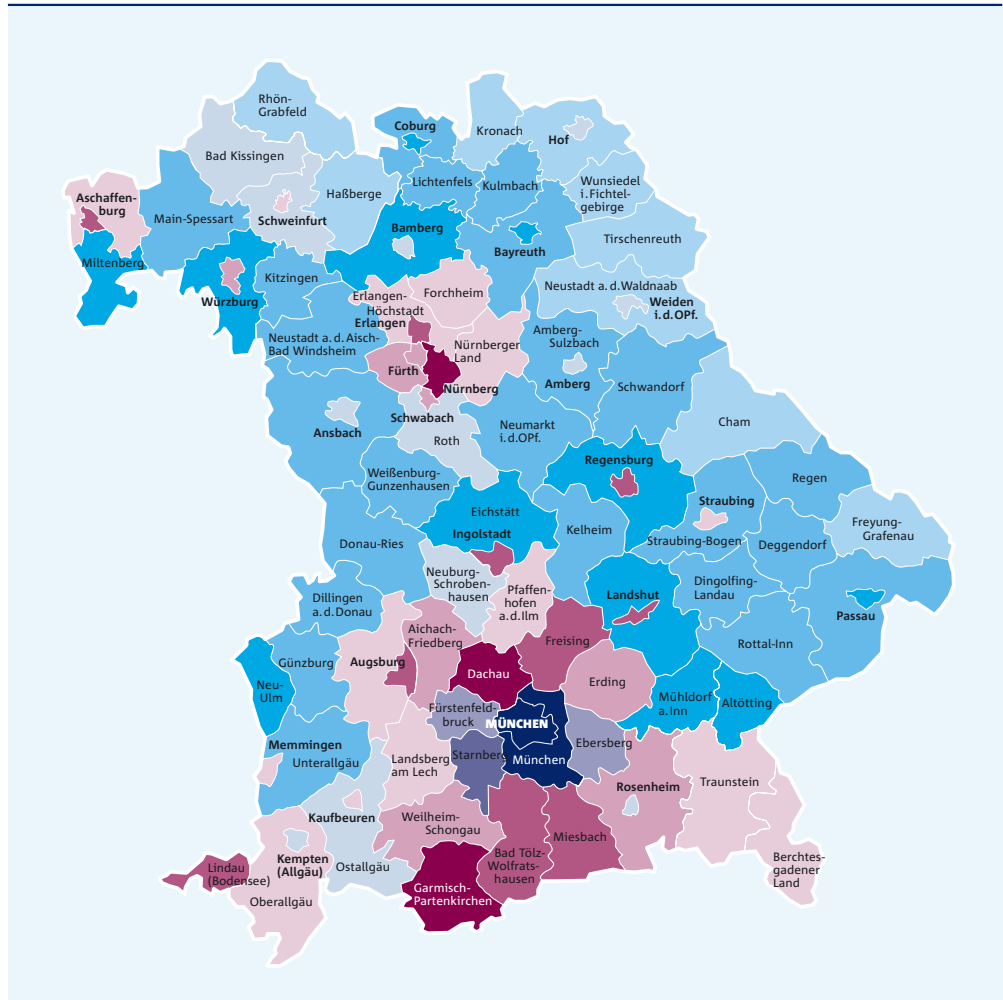 Rhön-
Grabfeld
Coburg
Kronach
Hof
Bad Kissingen
Lichtenfels
Kulmbach
Wunsiedel
i. Fichtel-
gebirge
Haßberge
Aschaffen-
burg
Main-Spessart
Schweinfurt
Bamberg
Bayreuth
Tirschenreuth
Miltenberg
Würzburg
Kitzingen
Erlangen-
Höchstadt
Forchheim
Neustadt a. d. Waldnaab
Weiden
i. d. OPf.
Erlangen
Neustadt a. d. Aisch-
Bad Windsheim
Nürnberger
Land
Amberg-
Sulzbach
Fürth
Nürnberg
Amberg
Schwandorf
Schwabach
Ansbach
Roth
Neumarkt
i. d. OPf.
Cham
Weißenburg-
Gunzenhausen
Regensburg
Regen
Eichstätt
Straubing
Ingolstadt
Kelheim
Straubing-Bogen
Deggendorf
Freyung-
Grafenau
Donau-Ries
Neuburg-
Schroben-
hausen
Pfaffen-
hofen
a. d. Ilm
Dingolfing-
Landau
Dillingen
a. d. Donau
Landshut
Passau
Aichach-
Friedberg
Freising
Rottal-Inn
Günzburg
Augsburg
Dachau
Erding
Neu-
Ulm
Mühldorf
a. Inn
Altötting
Fürstenfeld-
bruck
MÜNCHEN
Memmingen
Unterallgäu
Landsberg
am Lech
Starnberg
München
Ebersberg
Rosenheim
Traunstein
Kaufbeuren
Weilheim-
Schongau
Miesbach
Kempten
(Allgäu)
Ostallgäu
Bad Tölz-
Wolfrats-
hausen
Berchtes-
gadener
Land
Lindau
(Bodensee)
Oberallgäu
Garmisch-
Partenkirchen